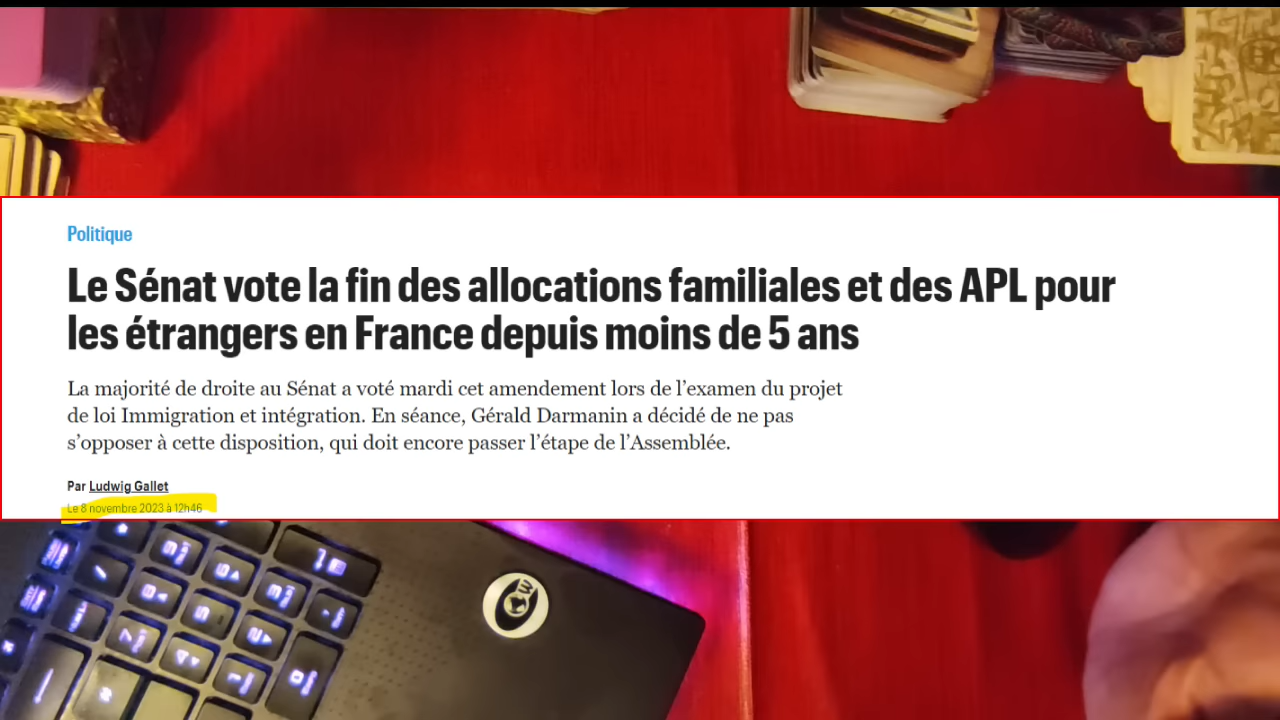 Politique
Le Sénat vote la fin des allocations familiales et des APL pour
les étrangers en France depuis moins de 5 ans
La majorité de droite au Sénat a voté mardi cet amendement lors de l’examen du projet
de loi Immigration et intégration. En séance, Gérald Darmanin a décidé de ne pas
s’opposer à cette disposition, qui doit encore passer l’étape de l’Assemblée.
Par Ludwig Gallet
Le 8 novembre 2023 à 12h46